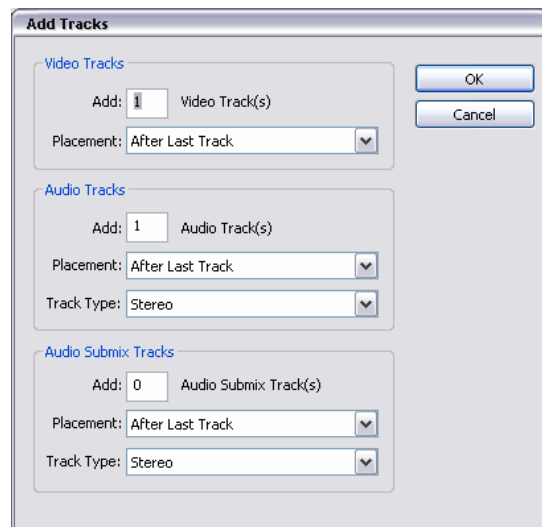 Add Tracks
Video Tracks
Add: 1 Video Track(s)
Placement: After Last Track
OK
Cancel
Audio Tracks
Add: 1 Audio Track(s)
Placement: After Last Track
Track Type: Stereo
Audio Submix Tracks
Add: 0 Audio Submix Track(s)
Placement: After Last Track
Track Type: Stereo